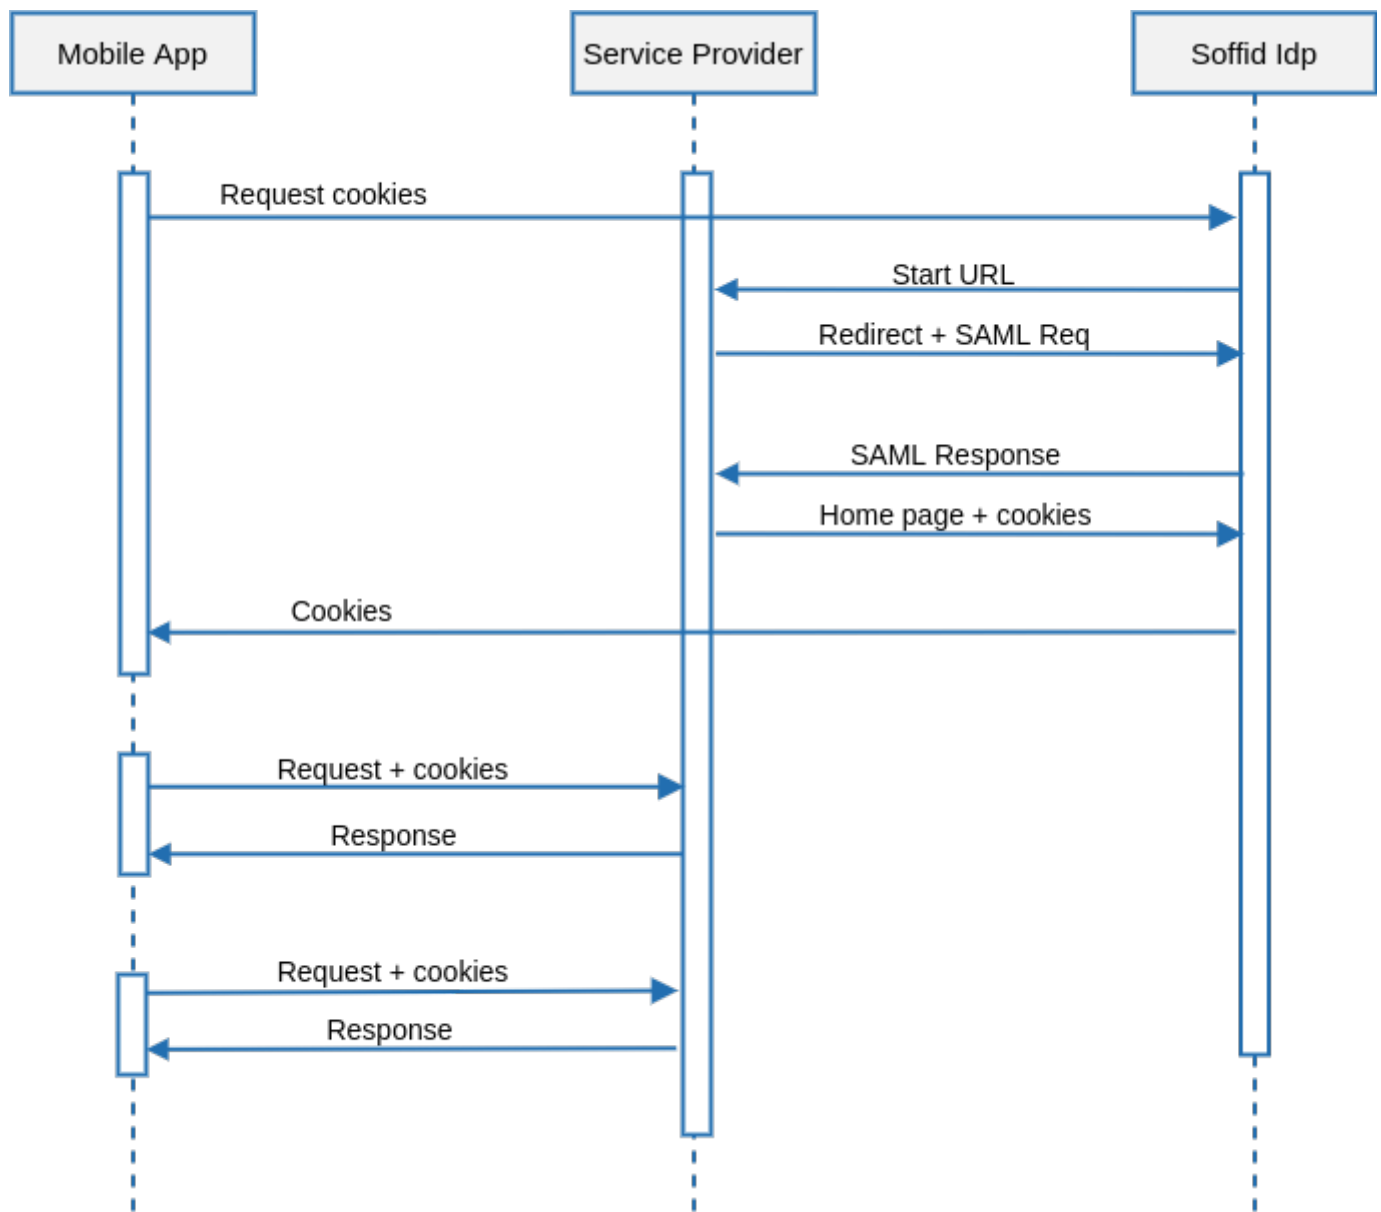 Mobile App
Service Provider
Soffid Idp
Request cookies
Start URL
Redirect + SAML Req
SAML Response
Home page + cookies
Cookies
Request + cookies
Response
Request + cookies
Response